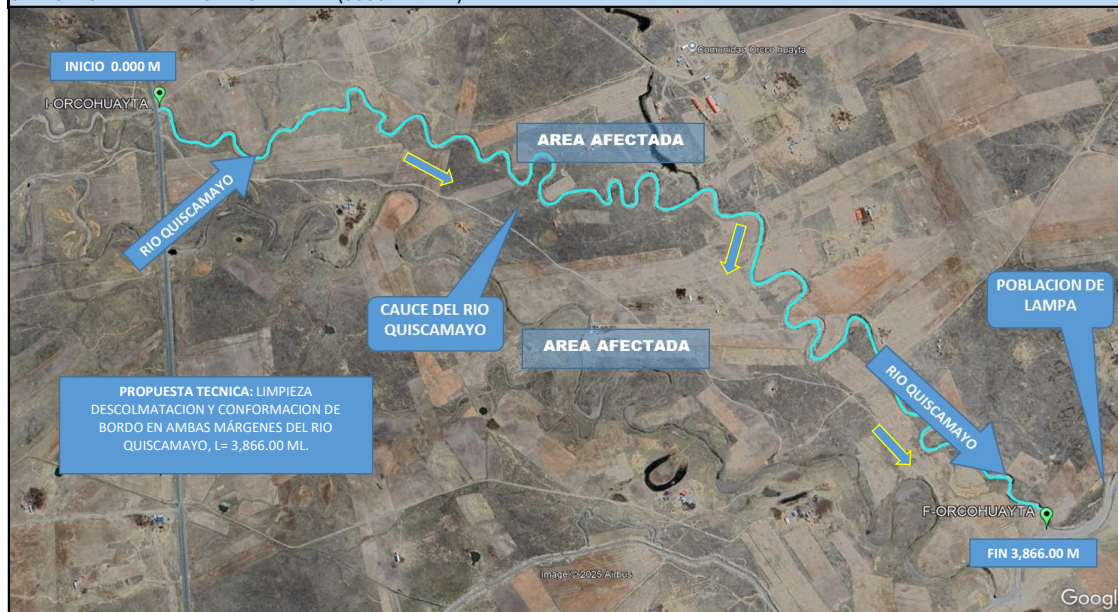 INICIO 0.000 M
Comunidad Orcco huayta
I-ORCOHUAYTA
AREA AFECTADA
RIO QUISCAMAYO
CAUCE DEL RIO
QUISCAMAYO
POBLACION DE
LAMPA
AREA AFECTADA
PROPUESTA TECNICA: LIMPIEZA
DESCOLMATACION Y CONFORMACION DE
BORDO EN AMBAS MÁRGENES DEL RIO
QUISCAMAYO, L= 3,866.00 ML.
RIO QUISCAMAYO
F-ORCOHUAYTA
FIN 3,866.00 M
Image © 2025 Airbus
Googl